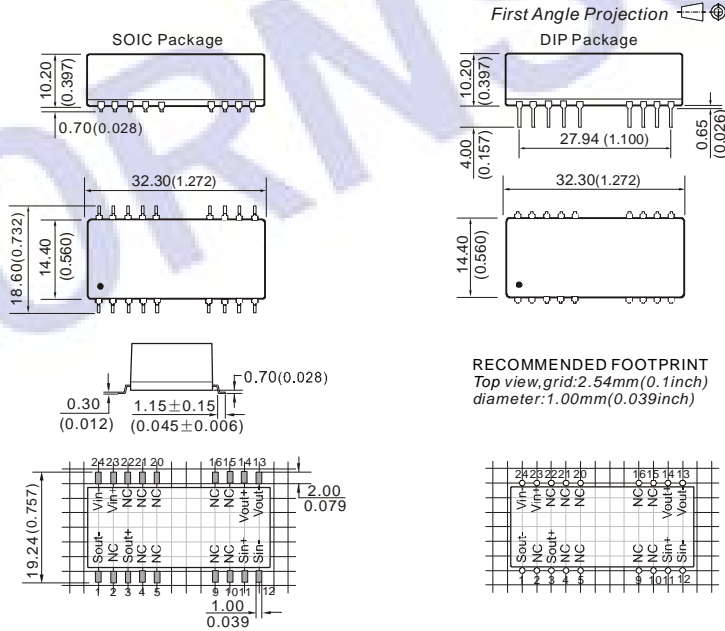 First Angle Projection
SOIC Package
10.20
(0.397)
0.70(0.028)
DIP Package
10.20
(0.397)
4.00
(0.157)
27.94 (1.100)
0.65
(0.026)
32.30(1.272)
18.60(0.732)
14.40
(0.560)
32.30(1.272)
14.40
(0.560)
0.70(0.028)
0.30
(0.012)
1.15±0.15
(0.045±0.006)
RECOMMENDED FOOTPRINT
Top view,grid:2.54mm(0.1inch)
diameter:1.00mm(0.039inch)
24 23 22 21 20 16 15 14 13
Vin- Vin+ NC NC NC NC NC Vout+ Vout-
Sout- NC Sout+ NC NC NC NC Sin+ Sin-
1 2 3 4 5 9 10 11 12
19.24(0.757)
2.00
0.079
1.00
0.039
24 23 22 21 20 16 15 14 13
Vin- Vin+ NC NC NC NC NC Vout+ Vout-
Sout- NC Sout+ NC NC NC NC Sin+ Sin-
1 2 3 4 5 9 10 11 12